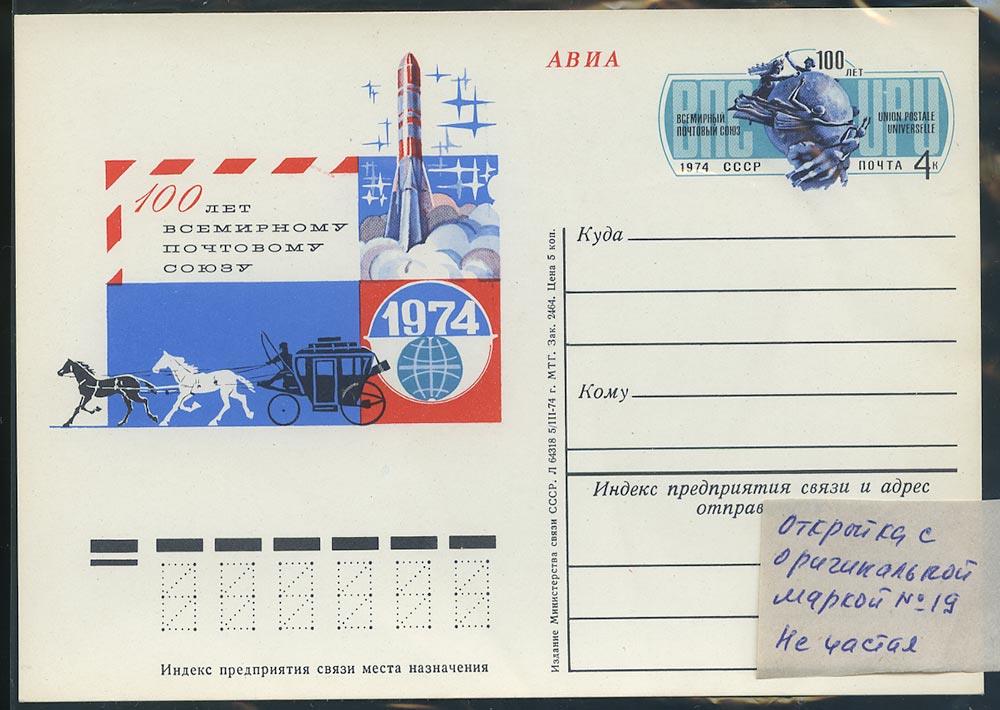 АВИА
100 ЛЕТ
ВПС UPU
ВСЕМИРНЫЙ
ПОЧТОВЫЙ СОЮЗ
UNION POSTALE
UNIVERSELLE
1974 СССР
ПОЧТА 4 к
100 ЛЕТ
ВСЕМИРНОМУ
ПОЧТОВОМУ
СОЮЗУ
1974
Куда
Кому
Индекс предприятия связи и адрес
отправ
Издание Министерства связи СССР. Л 64318 5/III-74 г. МТГ. Зак. 2464. Цена 5 коп.
Индекс предприятия связи места назначения
Открытка с
оригинальной
маркой № 19
Не частая